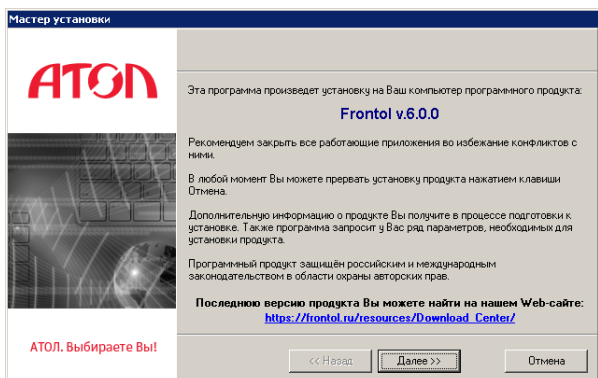 Мастер установки
АТОЛ
Эта программа произведет установку на Ваш компьютер программного продукта:
Frontol v.6.0.0
Рекомендуем закрыть все работающие приложения во избежание конфликтов с
ними.
В любой момент Вы можете прервать установку продукта нажатием клавиши
Отмена.
Дополнительную информацию о продукте Вы получите в процессе подготовки к
установке. Также программа запросит у Вас ряд параметров, необходимых для
установки продукта.
Программный продукт защищён российским и международным
законодательством в области охраны авторских прав.
Последнюю версию продукта Вы можете найти на нашем Web-сайте:
https://frontol.ru/resources/Download_Center/
АТОЛ. Выбираете Вы!
<< Назад
Далее >>
Отмена